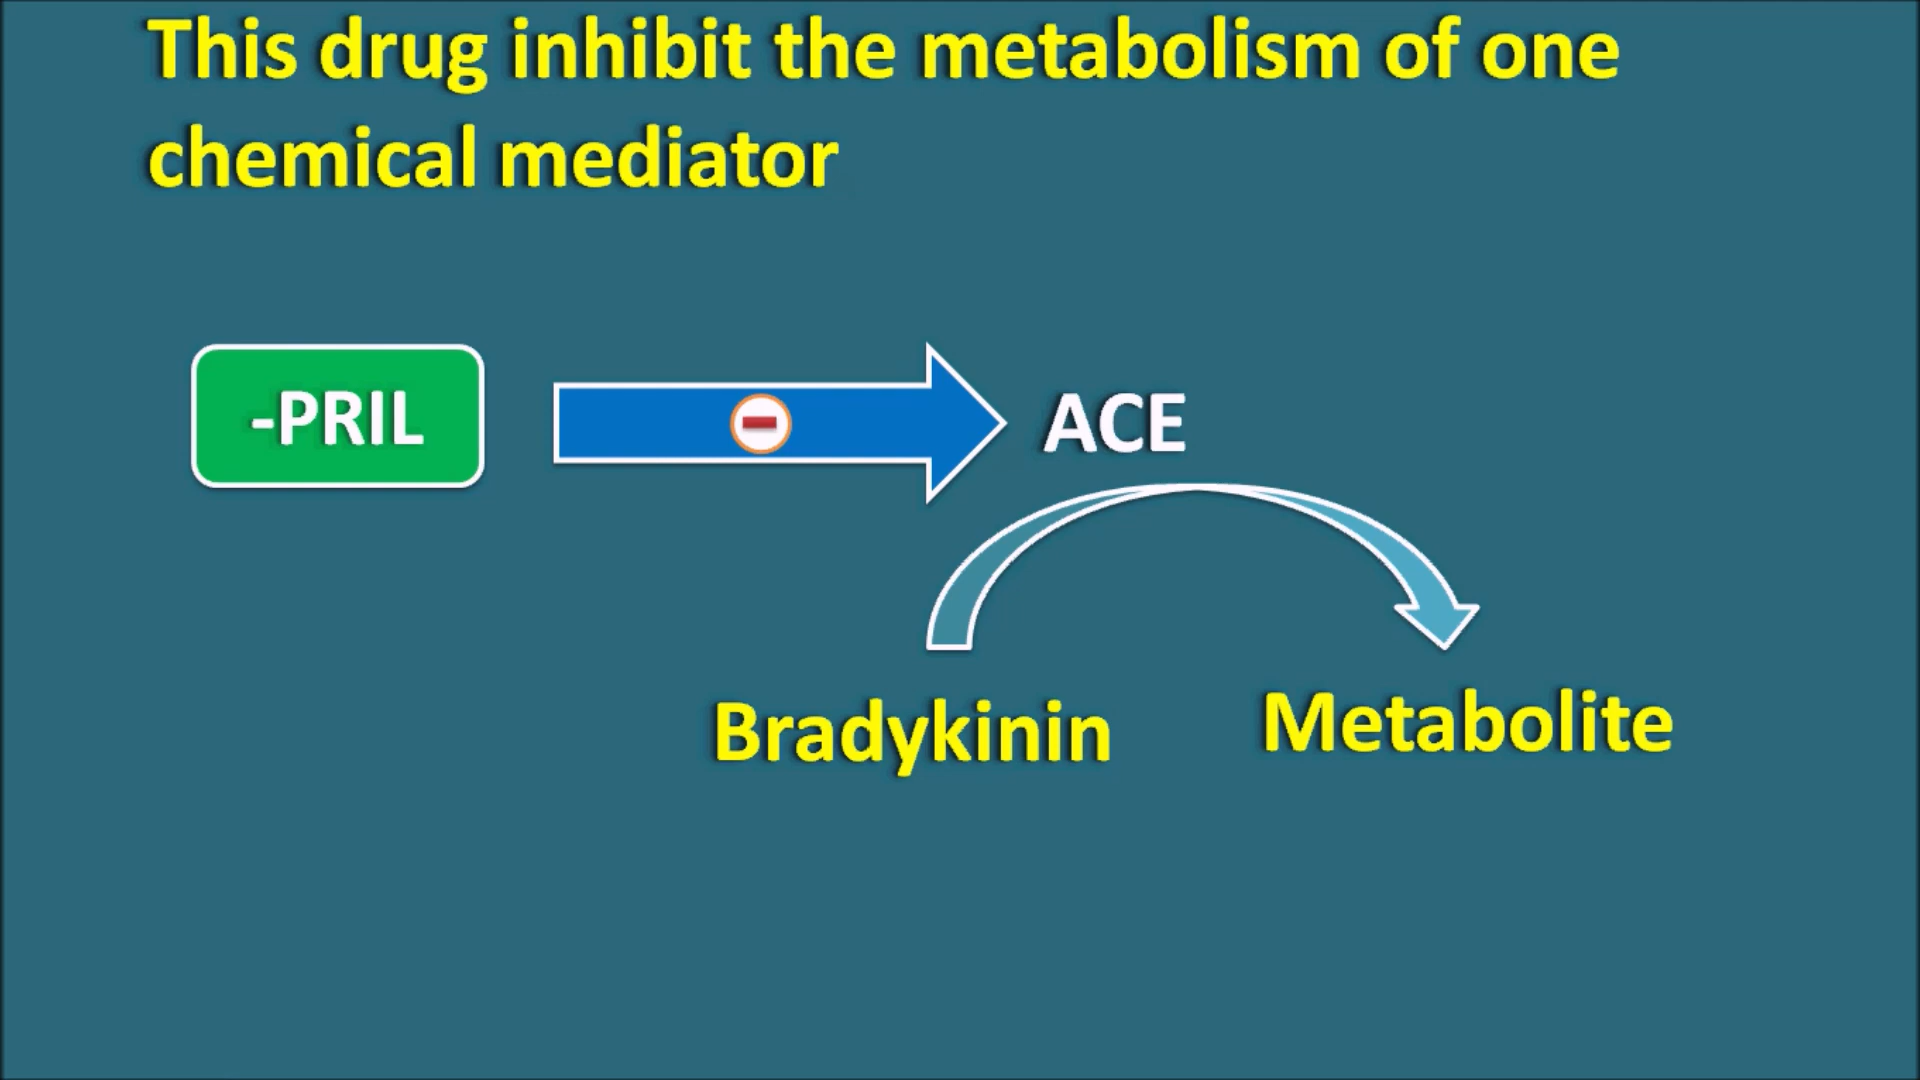 This drug inhibit the metabolism of one
chemical mediator
-PRIL
ACE
Bradykinin
Metabolite